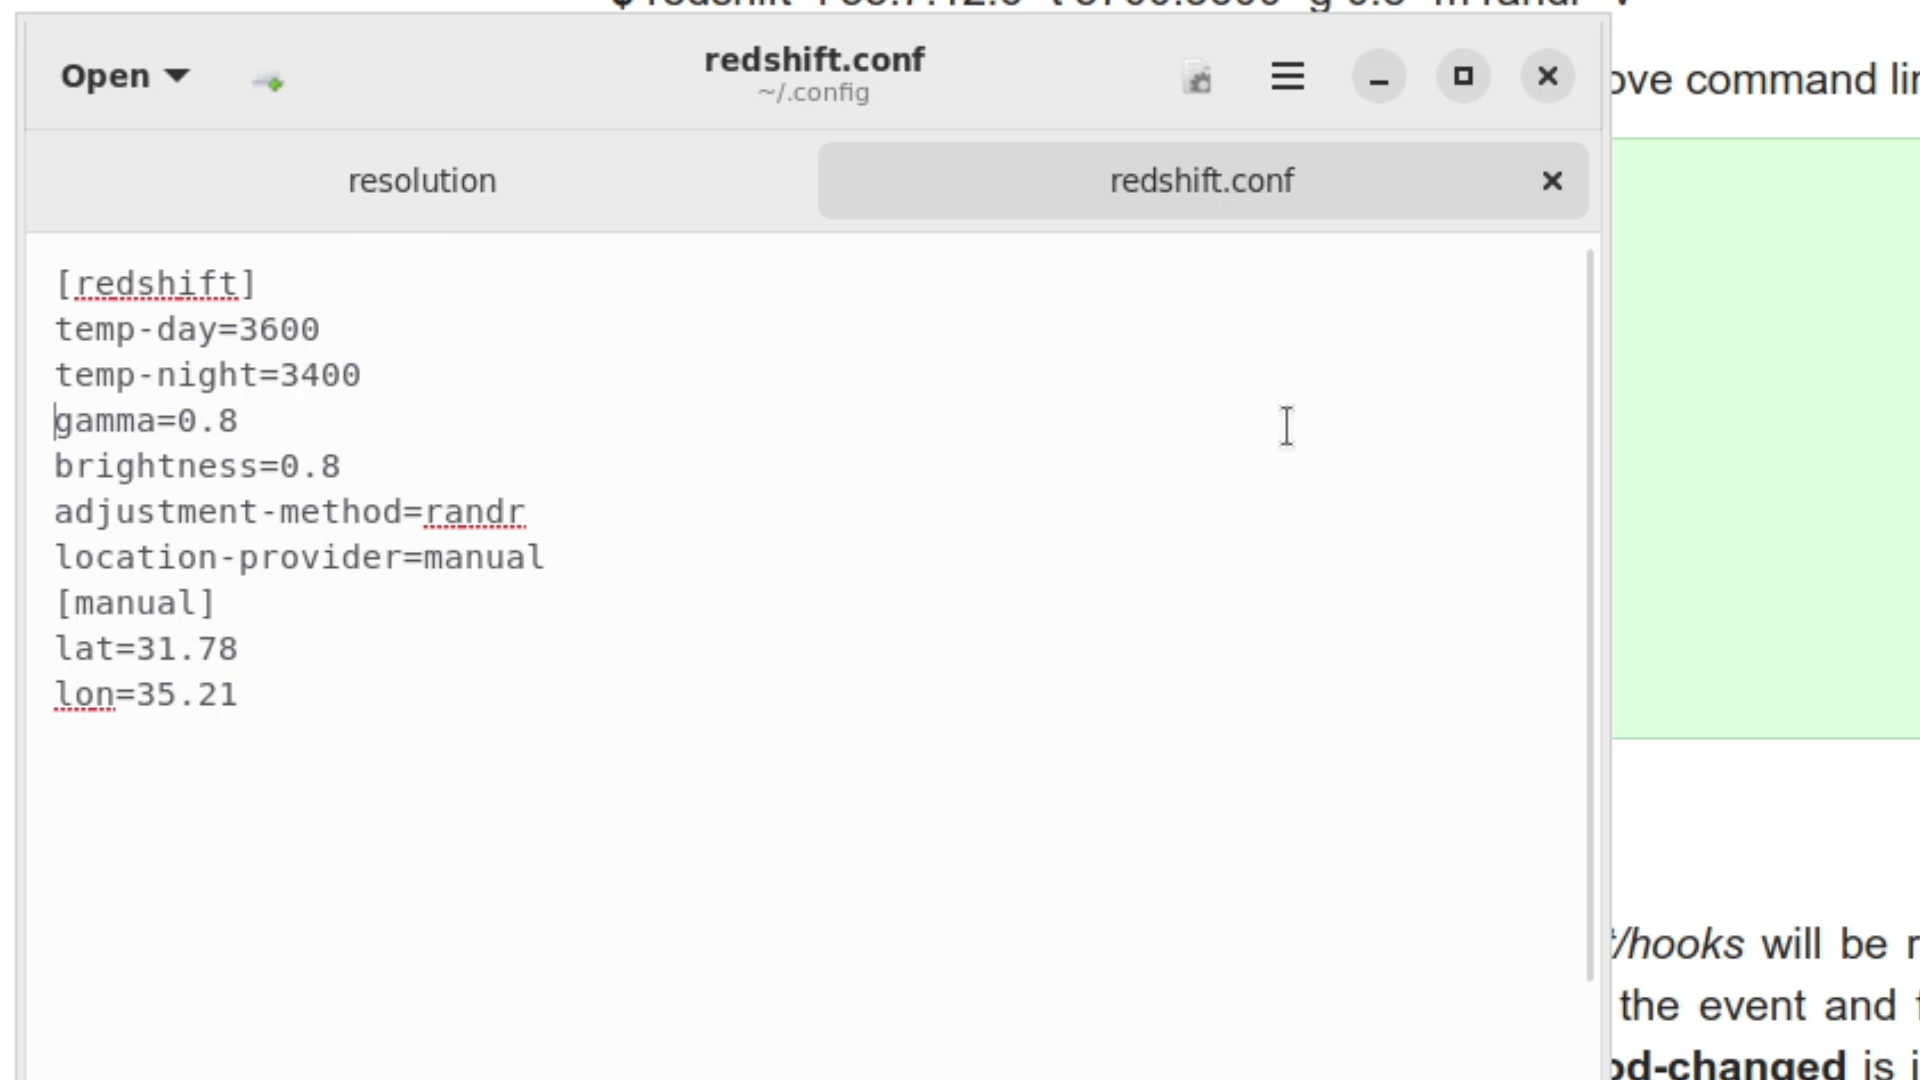 Open
redshift.conf
~/.config
ove command
resolution
redshift.conf
[redshift]
temp-day=3600
temp-night=3400
gamma=0.8
brightness=0.8
adjustment-method=randr
location-provider=manual
[manual]
lat=31.78
lon=35.21
/hooks will be
the event and
od-changed is